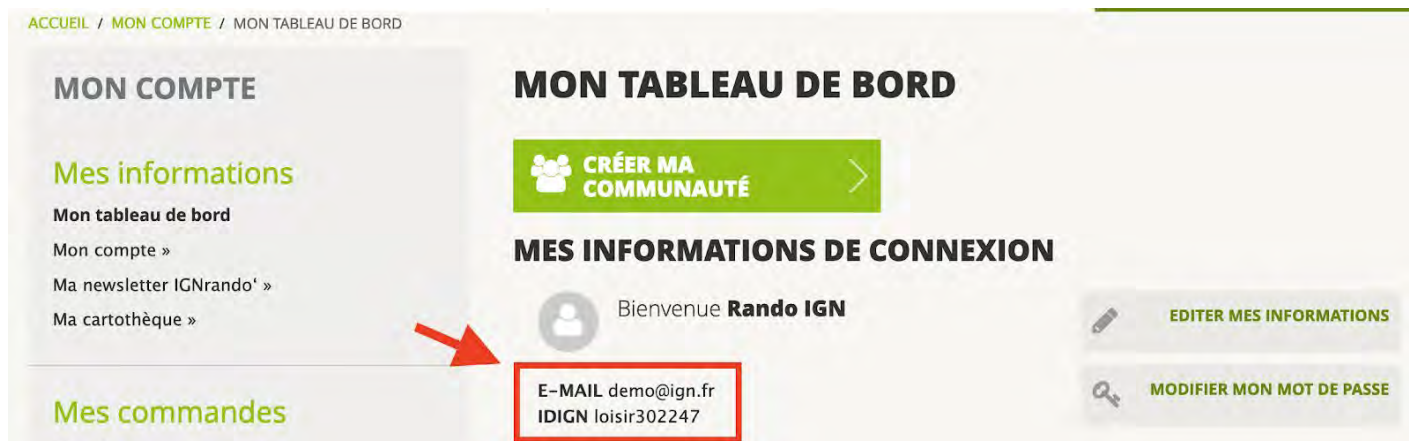 ACCUEIL / MON COMPTE / MON TABLEAU DE BORD
MON COMPTE
Mes informations
Mon tableau de bord
Mon compte »
Ma newsletter IGNrando‘ »
Ma cartothèque »
Mes commandes
MON TABLEAU DE BORD
CRÉER MA
COMMUNAUTÉ
MES INFORMATIONS DE CONNEXION
Bienvenue Rando IGN
E-MAIL demo@ign.fr
IDIGN loisir302247
EDITER MES INFORMATIONS
MODIFIER MON MOT DE PASSE